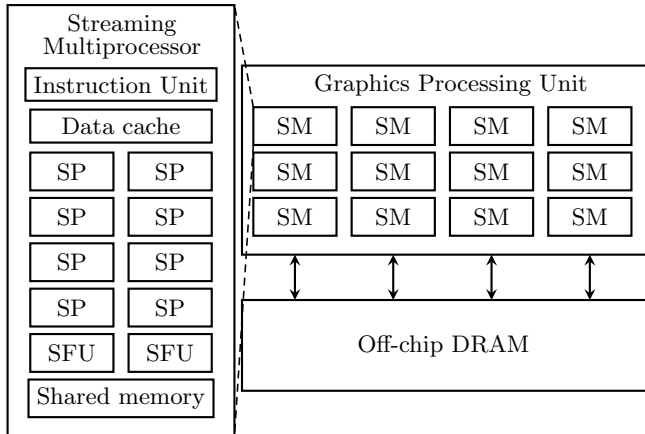 Streaming
Multiprocessor
Instruction Unit
Data cache
SP SP
SP SP
SP SP
SP SP
SFU SFU
Shared memory
Graphics Processing Unit
SM SM SM SM
SM SM SM SM
SM SM SM SM
Off-chip DRAM